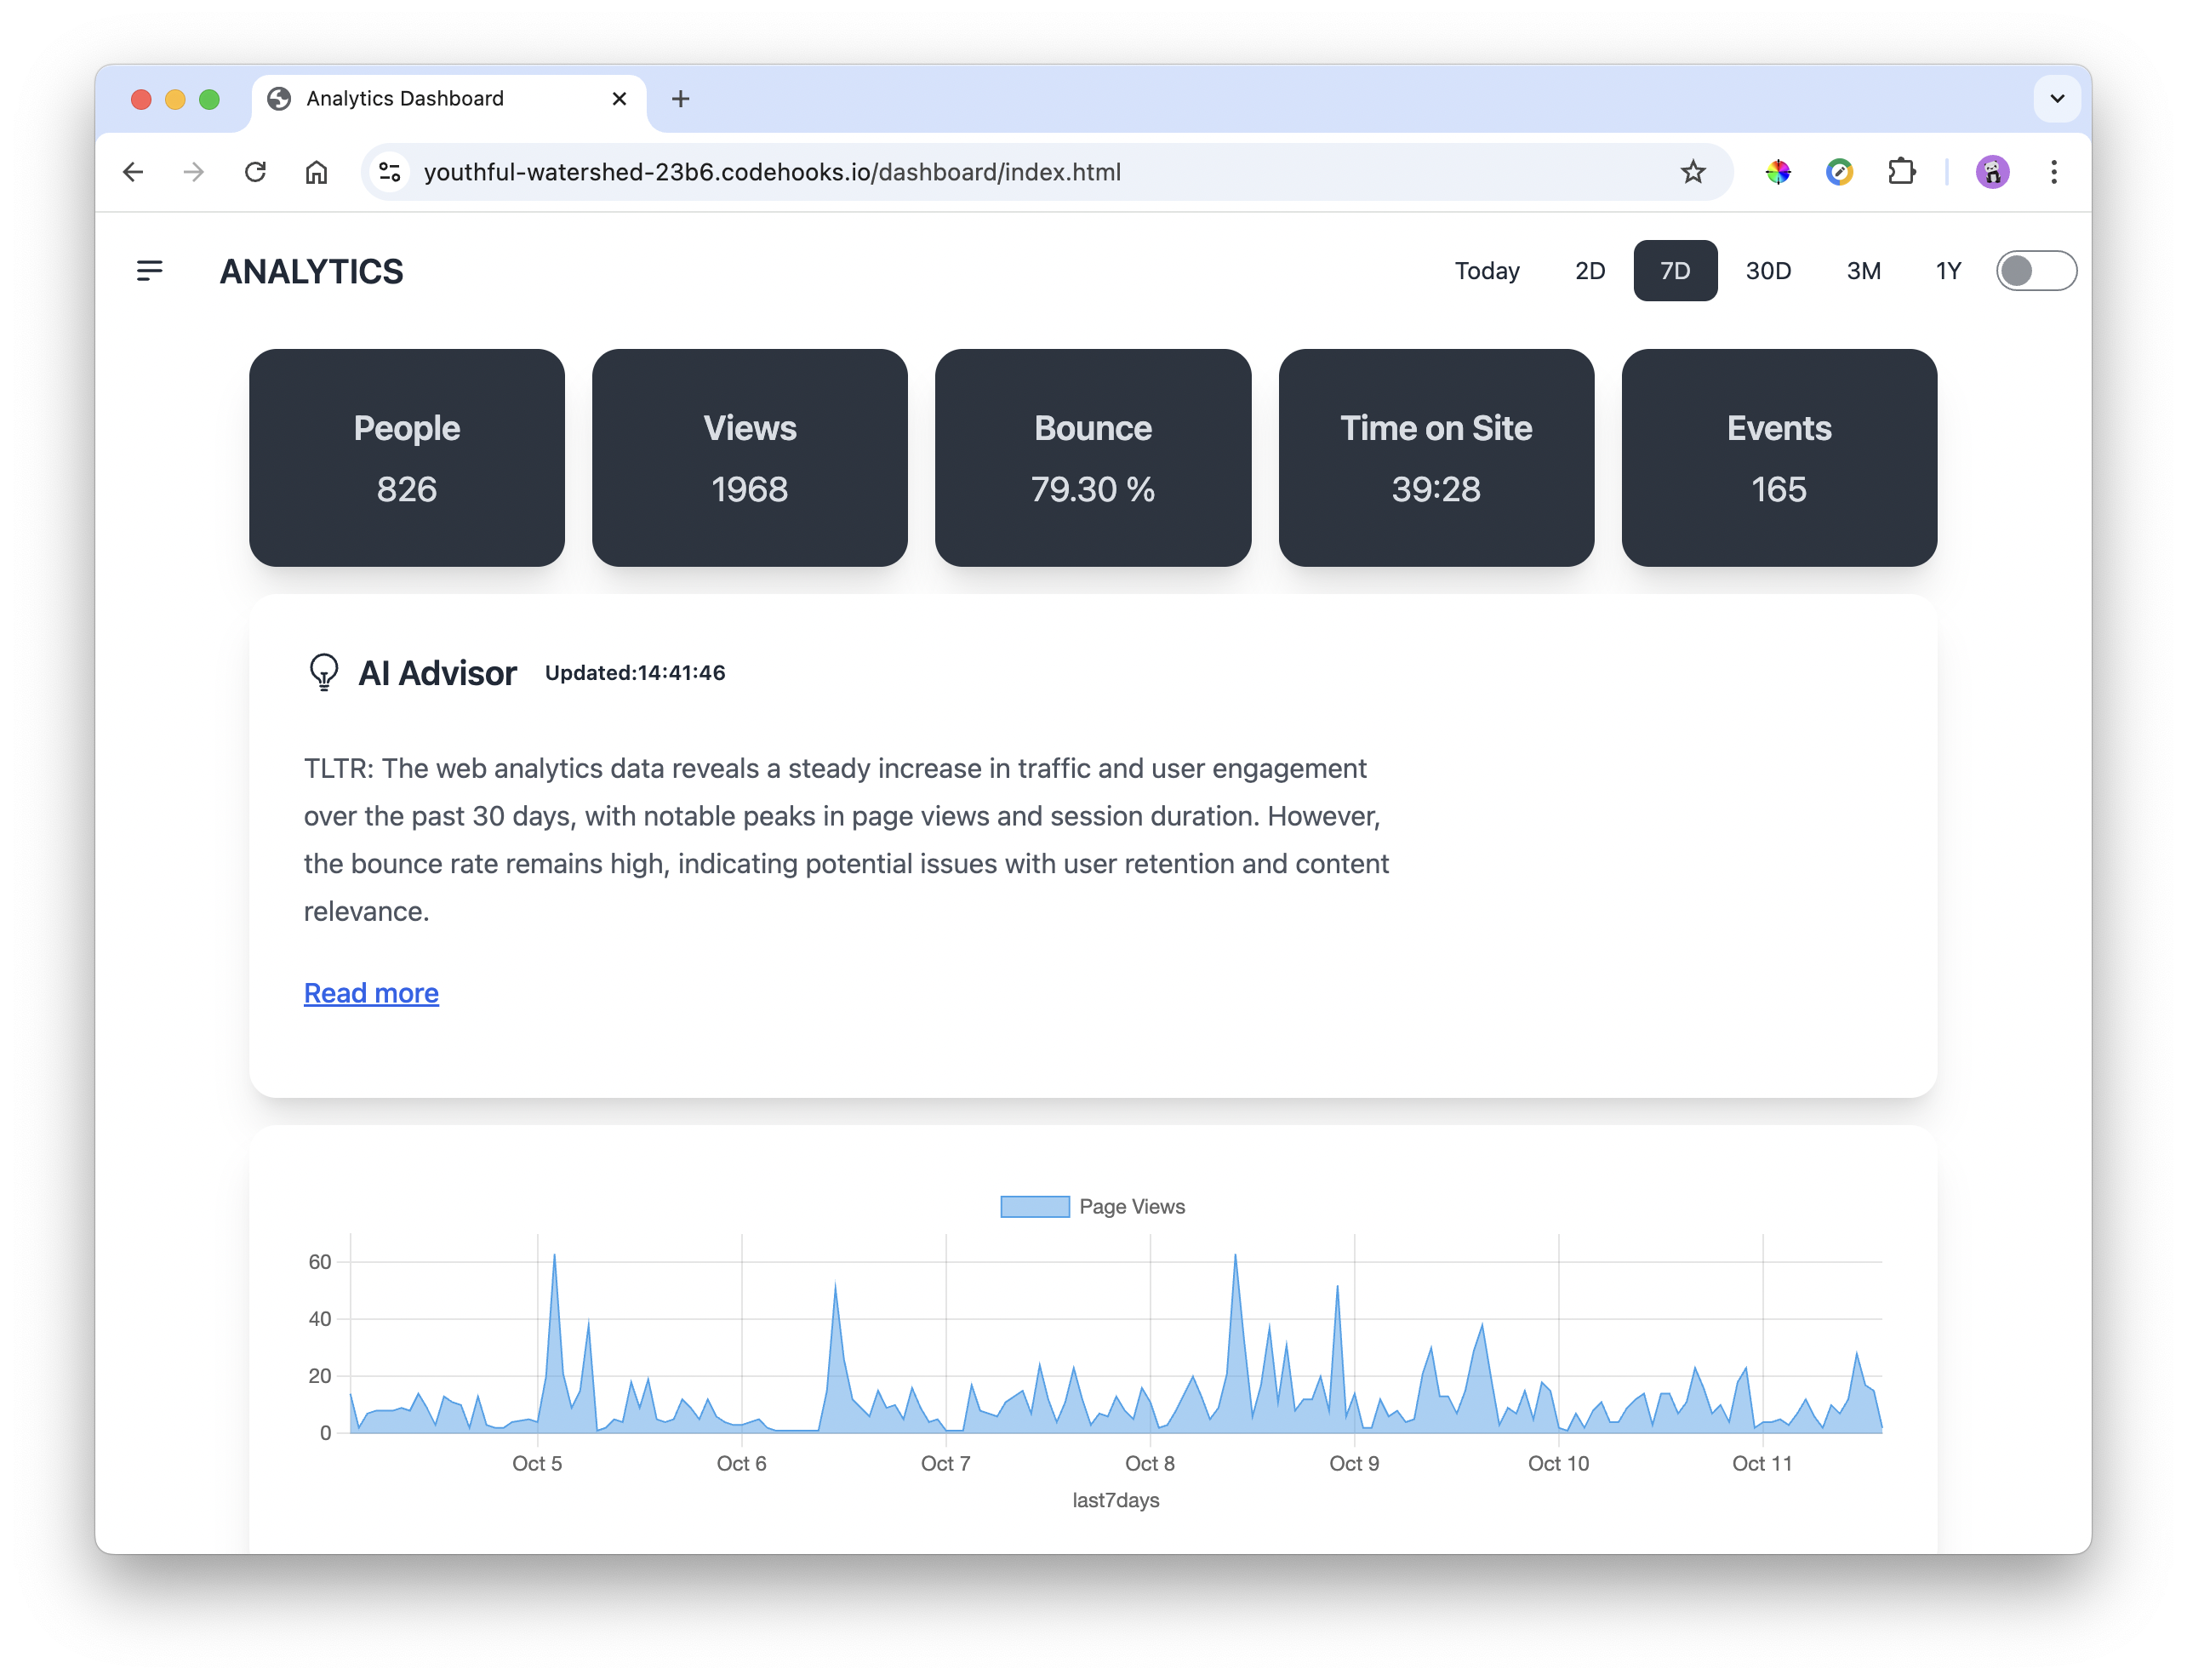 Analytics Dashboard
youthful-watershed-23b6.codehooks.io/dashboard/index.html
ANALYTICS
Today 2D 7D 30D 3M 1Y
People Views Bounce Time on Site Events
826 1968 79.30 % 39:28 165
AI Advisor Updated:14:41:46
TLTR: The web analytics data reveals a steady increase in traffic and user engagement
over the past 30 days, with notable peaks in page views and session duration. However,
the bounce rate remains high, indicating potential issues with user retention and content
relevance.
Read more
Page Views
60
40
20
0
Oct 5 Oct 6 Oct 7 Oct 8 Oct 9 Oct 10 Oct 11
last7days